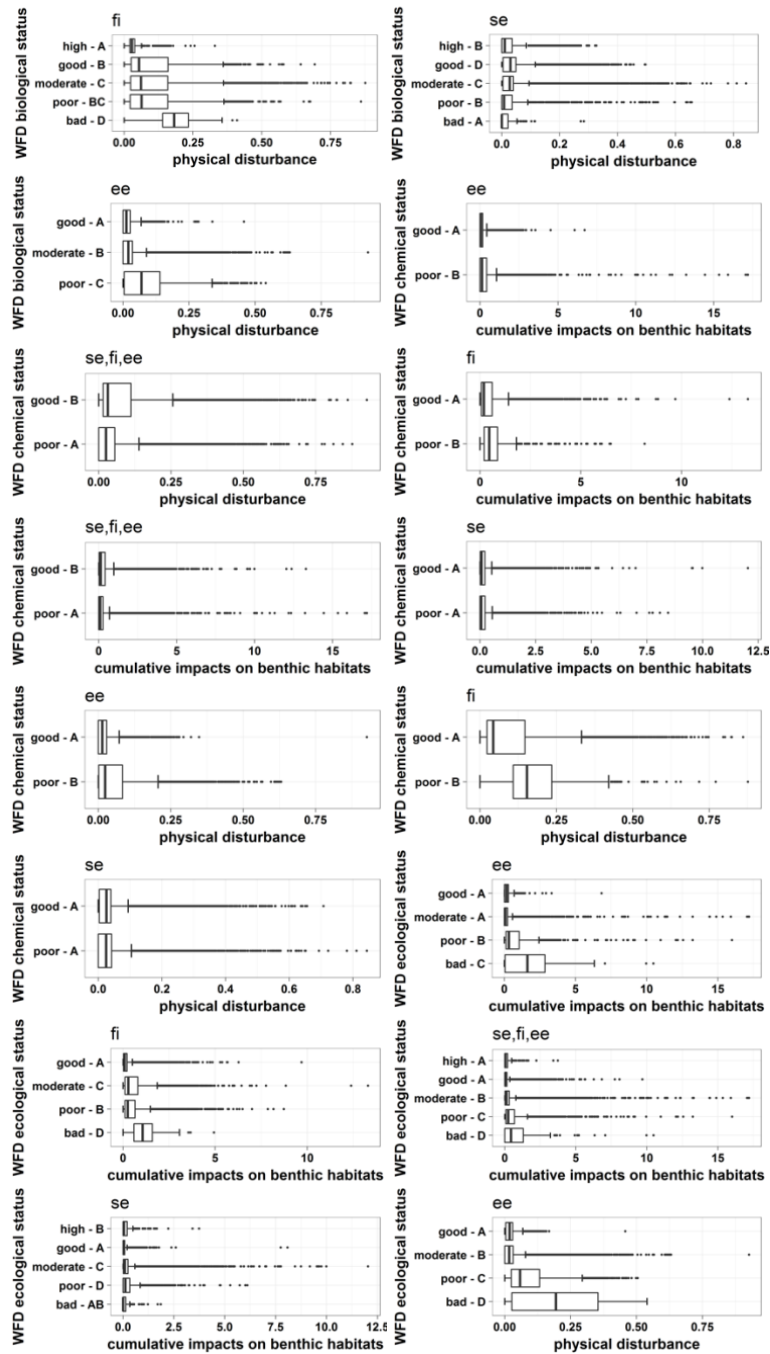 fi
WFD biological status
high - A
good - B
moderate - C
poor - BC
bad - D
0.00 0.25 0.50 0.75
physical disturbance
se
WFD biological status
high - B
good - D
moderate - C
poor - B
bad - A
0.0 0.2 0.4 0.6 0.8
physical disturbance
ee
WFD biological status
good - A
moderate - B
poor - C
0.00 0.25 0.50 0.75
physical disturbance
ee
WFD chemical status
good - A
poor - B
0 5 10 15
cumulative impacts on benthic habitats
se,fi,ee
WFD chemical status
good - B
poor - A
0.00 0.25 0.50 0.75
physical disturbance
fi
WFD chemical status
good - A
poor - B
0 5 10
cumulative impacts on benthic habitats
se,fi,ee
WFD chemical status
good - B
poor - A
0 5 10 15
cumulative impacts on benthic habitats
se
WFD chemical status
good - A
poor - A
0.0 2.5 5.0 7.5 10.0 12.5
cumulative impacts on benthic habitats
ee
WFD chemical status
good - A
poor - B
0.00 0.25 0.50 0.75
physical disturbance
fi
WFD chemical status
good - A
poor - B
0.00 0.25 0.50 0.75
physical disturbance
se
WFD chemical status
good - A
poor - A
0.0 0.2 0.4 0.6 0.8
physical disturbance
ee
WFD ecological status
good - A
moderate - A
poor - B
bad - C
0 5 10 15
cumulative impacts on benthic habitats
fi
WFD ecological status
good - A
moderate - C
poor - B
bad - D
0 5 10
cumulative impacts on benthic habitats
se,fi,ee
WFD ecological status
high - A
good - A
moderate - B
poor - C
bad - D
0 5 10 15
cumulative impacts on benthic habitats
se
WFD ecological status
high - B
good - A
moderate - C
poor - D
bad - AB
0.0 2.5 5.0 7.5 10.0 12.5
cumulative impacts on benthic habitats
ee
WFD ecological status
good - A
moderate - B
poor - C
bad - D
0.00 0.25 0.50 0.75
physical disturbance